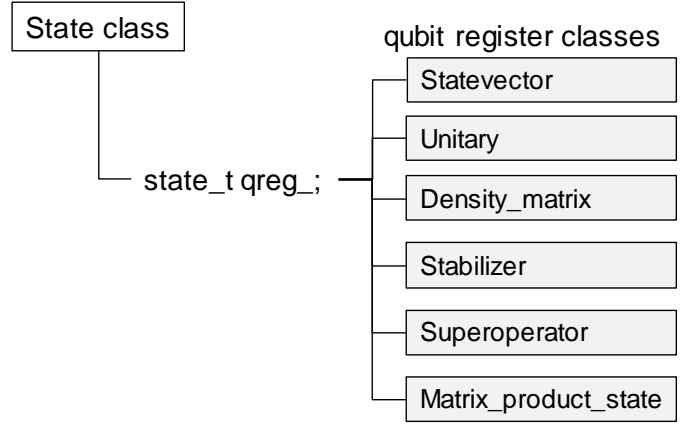 State class
qubit register classes
Statevector
Unitary
state_t qreg_;
Density_matrix
Stabilizer
Superoperator
Matrix_product_state